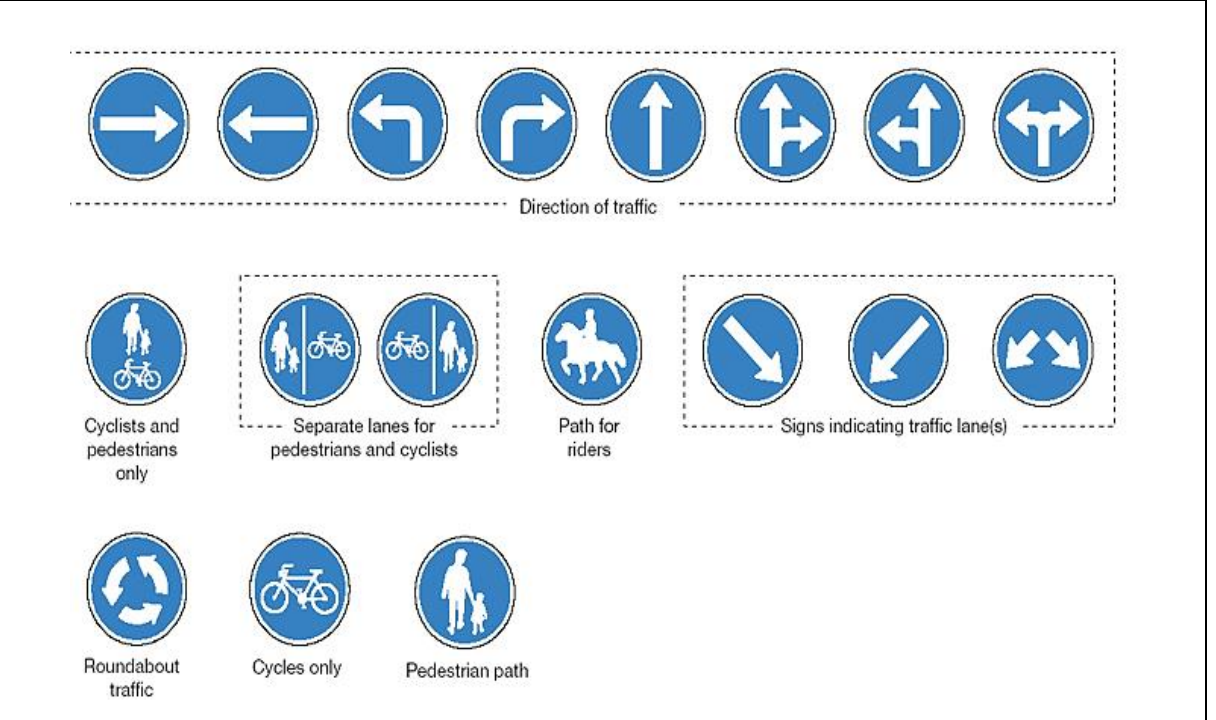 Direction of traffic
Cyclists and
pedestrians
only
Separate lanes for
pedestrians and cyclists
Path for
riders
Signs indicating traffic lane(s)
Roundabout
traffic
Cycles only
Pedestrian path